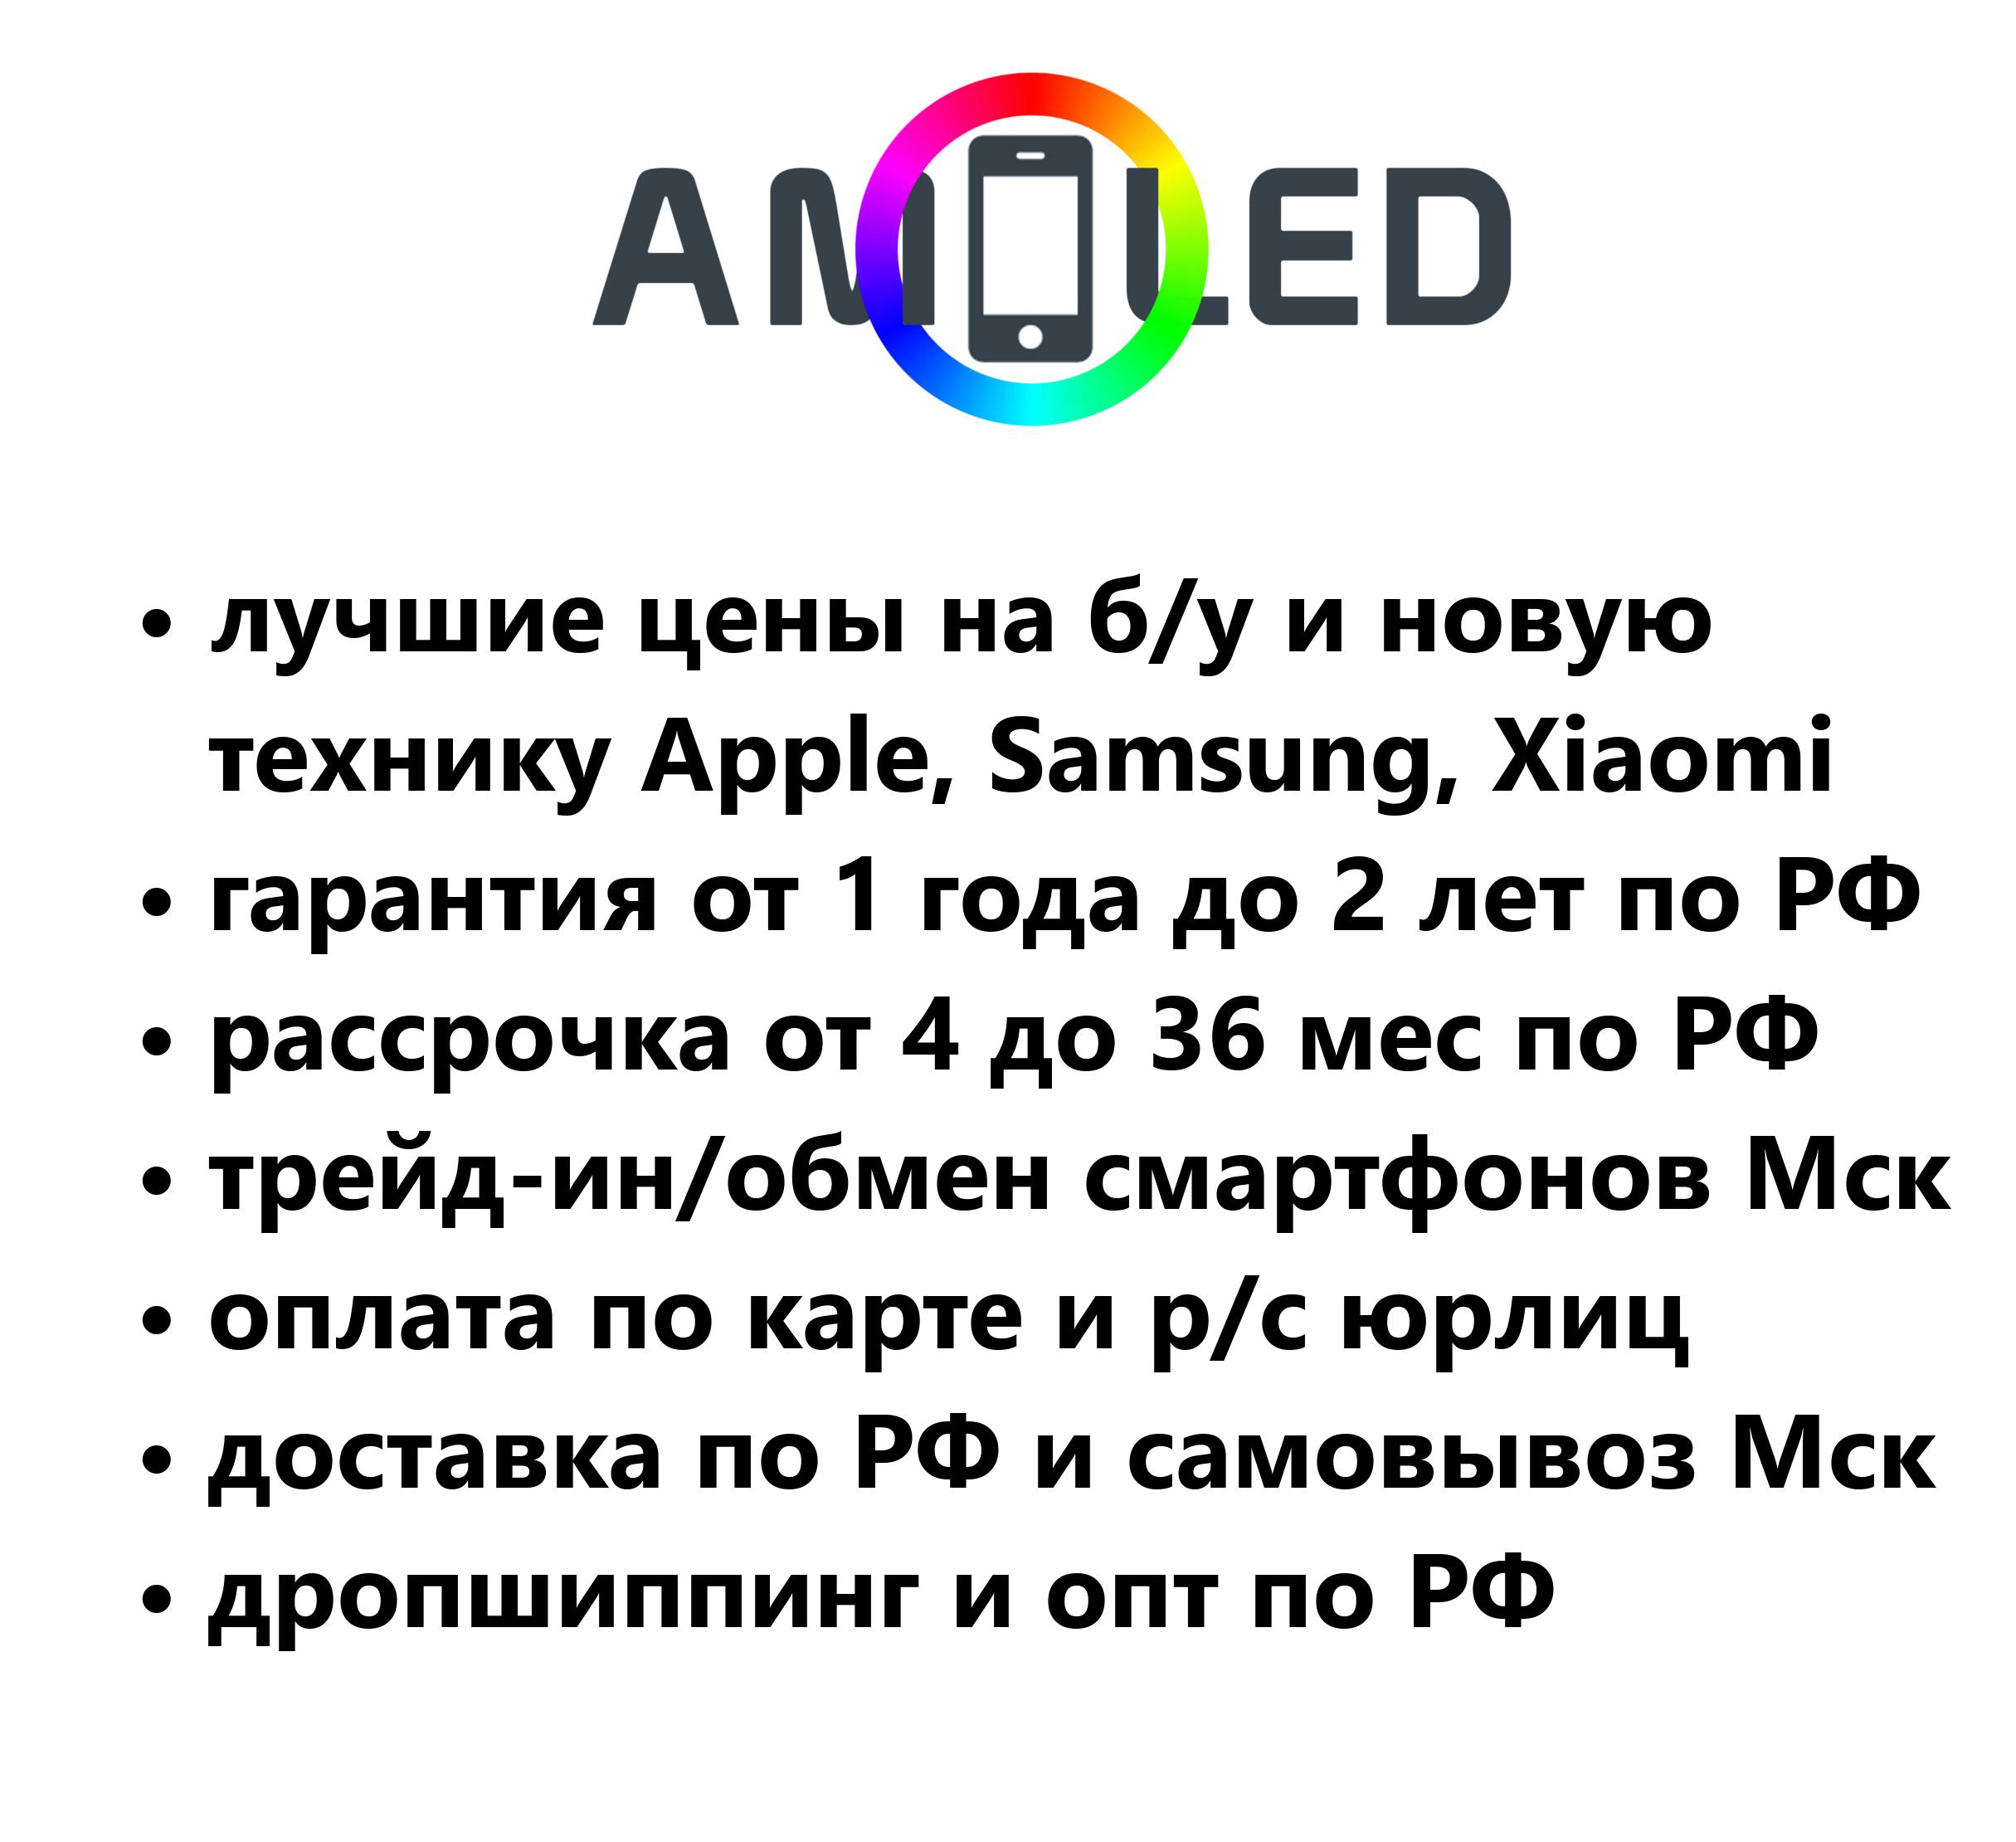 AMOLED
• лучшие цены на б/у и новую
технику Apple, Samsung, Xiaomi
• гарантия от 1 года до 2 лет по РФ
• рассрочка от 4 до 36 мес по РФ
• трейд-ин/обмен смартфонов Мск
• оплата по карте и р/с юрлиц
• доставка по РФ и самовывоз Мск
• дропшиппинг и опт по РФ